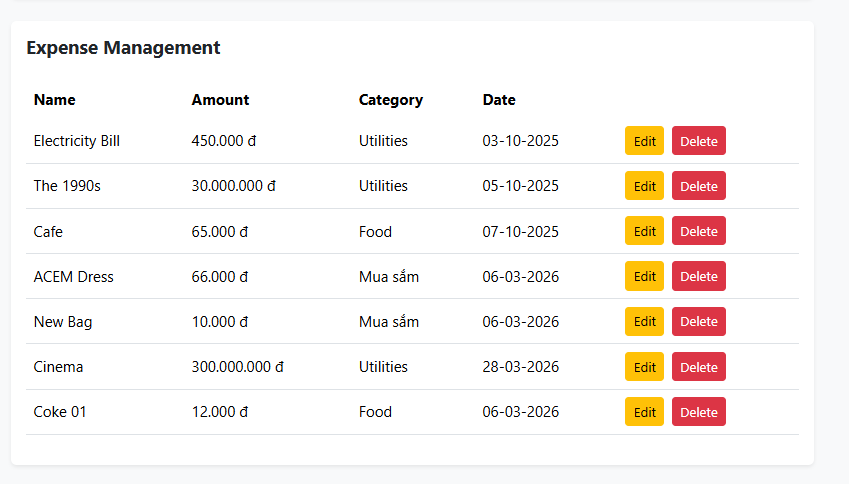 Expense Management
Name Amount Category Date
Electricity Bill 450.000 đ Utilities 03-10-2025 Edit Delete
The 1990s 30.000.000 đ Utilities 05-10-2025 Edit Delete
Cafe 65.000 đ Food 07-10-2025 Edit Delete
ACEM Dress 66.000 đ Mua sắm 06-03-2026 Edit Delete
New Bag 10.000 đ Mua sắm 06-03-2026 Edit Delete
Cinema 300.000.000 đ Utilities 28-03-2026 Edit Delete
Coke 01 12.000 đ Food 06-03-2026 Edit Delete